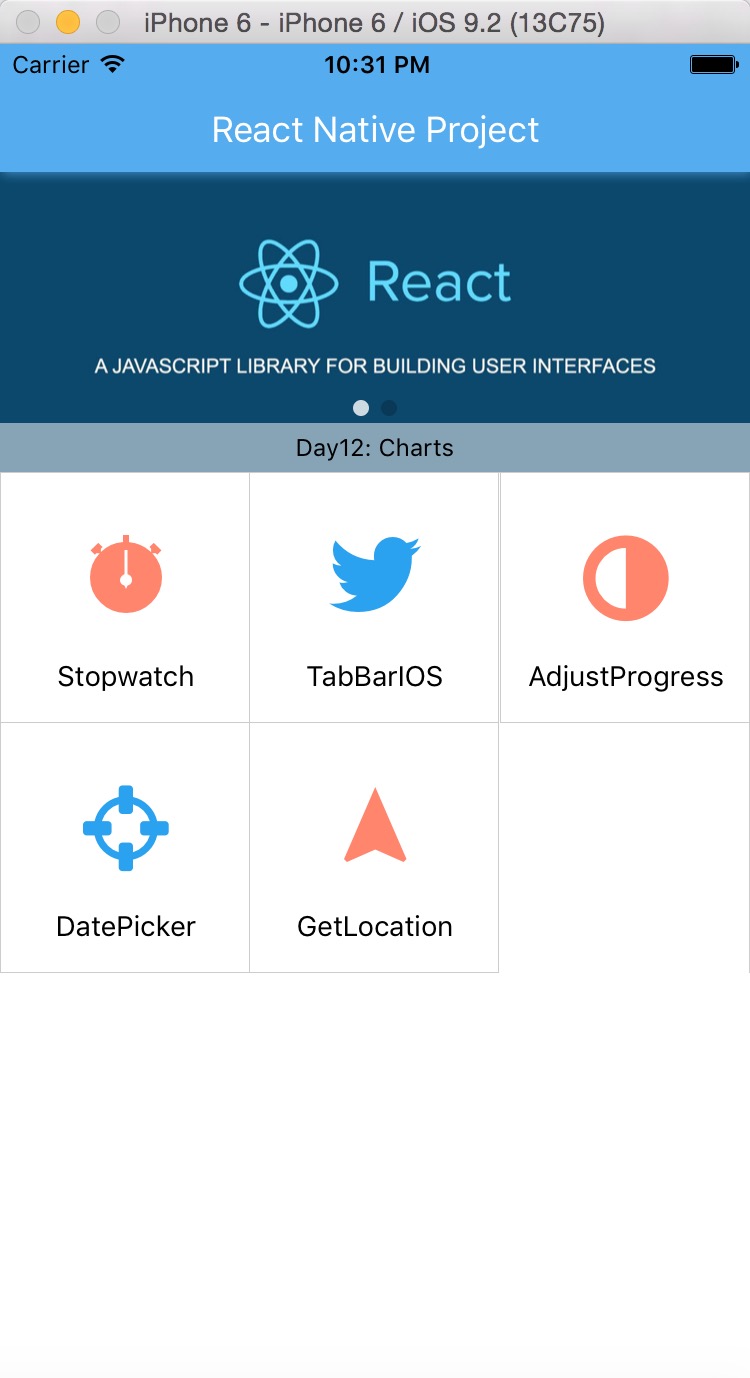 iPhone 6 - iPhone 6 / iOS 9.2 (13C75)
Carrier 10:31 PM
React Native Project
React
A JAVASCRIPT LIBRARY FOR BUILDING USER INTERFACES
Day12: Charts
Stopwatch TabBarIOS AdjustProgress
DatePicker GetLocation